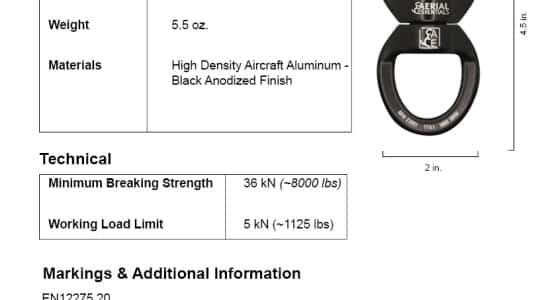 AERIAL
ESSENTIALS
Weight
5.5 oz.
Materials
High Density Aircraft Aluminum -
Black Anodized Finish
4.5 in.
2 in.
Technical
Minimum Breaking Strength
36 kN (~8000 lbs)
Working Load Limit
5 kN (~1125 lbs)
Markings & Additional Information
EN12275.20